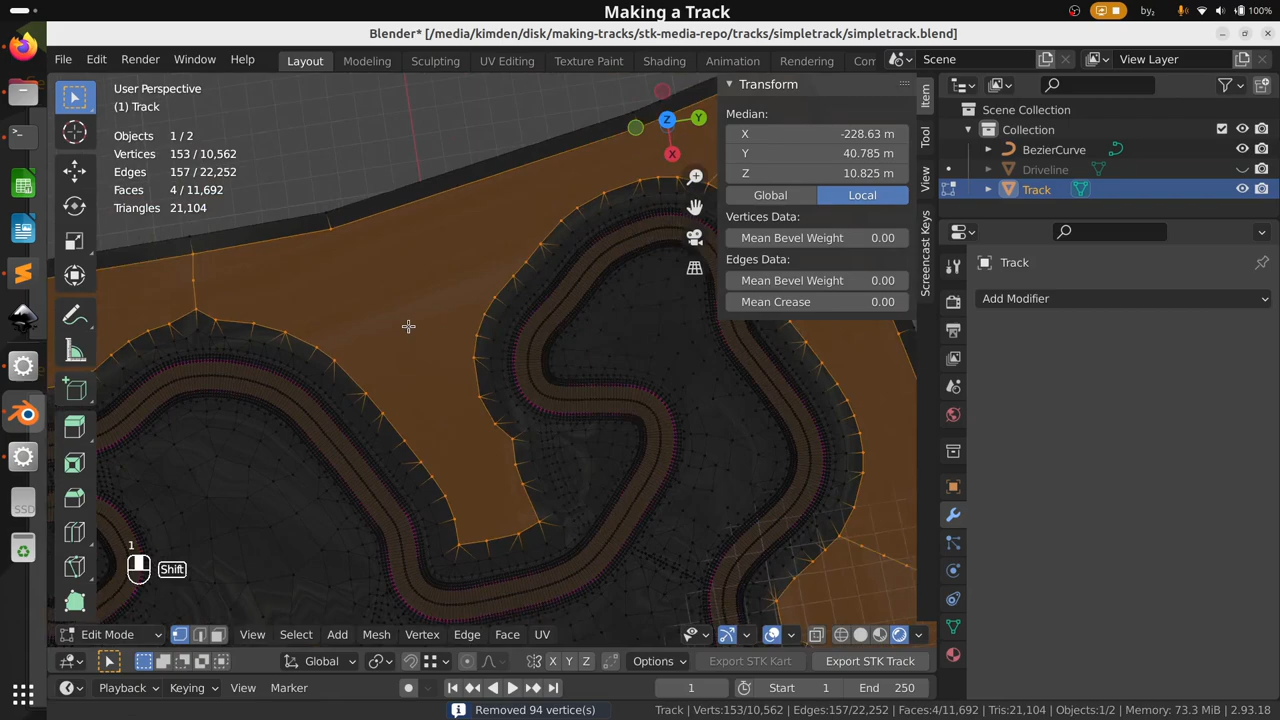 Making a Track
by₂
100%
Blender* [/media/kimden/disk/making-tracks/stk-media-repo/tracks/simpletrack/simpletrack.blend]
File Edit Render Window Help Layout Modeling Sculpting UV Editing Texture Paint Shading Animation Rendering Com Scene View Layer
User Perspective
(1) Track
Objects 1 / 2
Vertices 153 / 10,562
Edges 157 / 22,252
Faces 4 / 11,692
Triangles 21,104
Z
Y
X
Transform
Median:
X -228.63 m
Y 40.785 m
Z 10.825 m
Global Local
Vertices Data:
Mean Bevel Weight 0.00
Edges Data:
Mean Bevel Weight 0.00
Mean Crease 0.00
Item
Tool
View
Screencast Keys
Scene Collection
Collection
BezierCurve
Driveline
Track
Track
Add Modifier
SSD
1
Shift
Edit Mode View Select Add Mesh Vertex Edge Face UV
Global X Y Z Options Export STK Kart Export STK Track
Playback Keying View Marker 1 Start 1 End 250
Removed 94 vertice(s) Track | Verts:153/10,562 | Edges:157/22,252 | Faces:4/11,692 | Tris:21,104 | Objects:1/2 | Memory: 73.3 MiB | 2.93.18